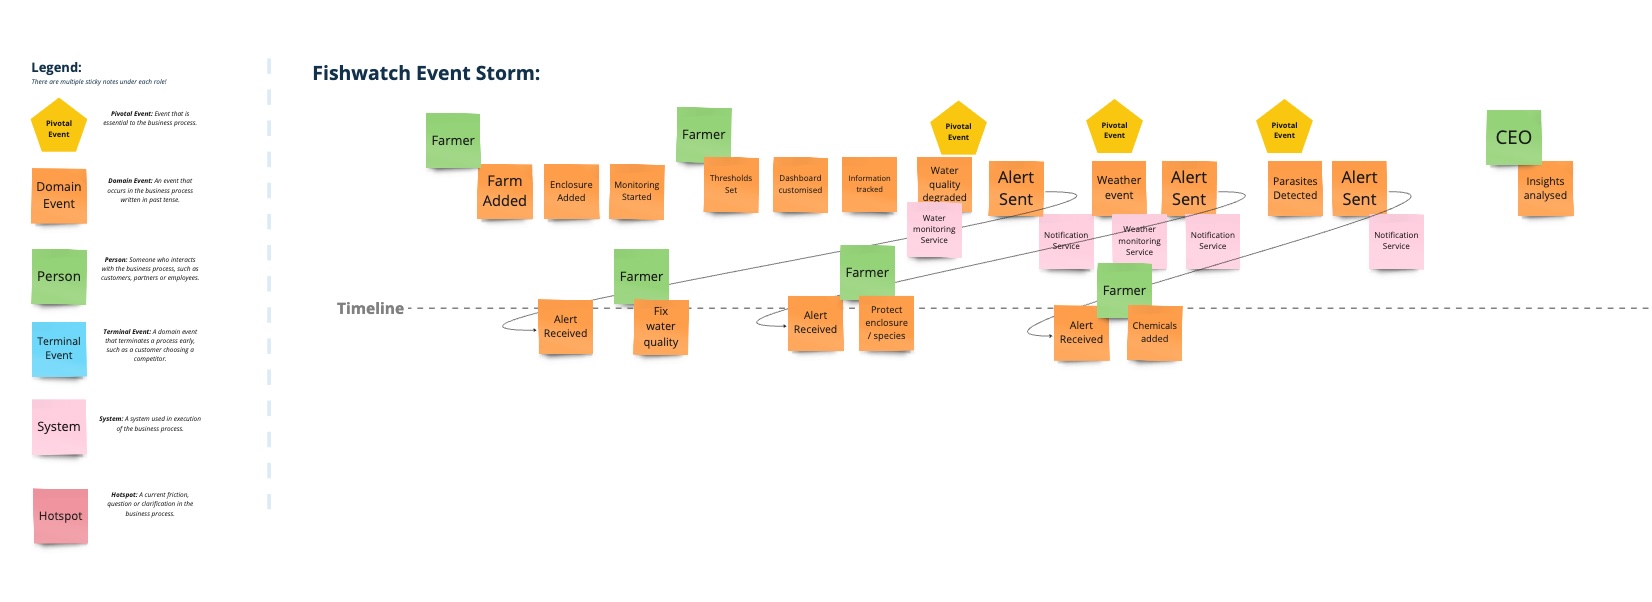 Legend:
There are multiple sticky notes under each role!
Pivotal
Event
Pivotal Event: Event that is
essential to the business process.
Domain
Event
Domain Event: An event that
occurs in the business process
written in past tense.
Person
Person: Someone who interacts
with the business process, such as
customers, partners or employees.
Terminal
Event
Terminal Event: A domain event
that terminates a process early,
such as a customer choosing a
competitor.
System
System: A system used in execution
of the business process.
Hotspot
Hotspot: A current friction,
question or clarification in the
business process.
Fishwatch Event Storm:
Farmer
Farm
Added
Enclosure
Added
Monitoring
Started
Farmer
Thresholds
Set
Dashboard
customised
Information
tracked
Pivotal
Event
Water
quality
degraded
Water
monitoring
Service
Alert
Sent
Notification
Service
Pivotal
Event
Weather
event
Weather
monitoring
Service
Alert
Sent
Notification
Service
Pivotal
Event
Parasites
Detected
Alert
Sent
Notification
Service
CEO
Insights
analysed
Timeline
Alert
Received
Farmer
Fix
water
quality
Alert
Received
Farmer
Protect
enclosure
/ species
Alert
Received
Farmer
Chemicals
added